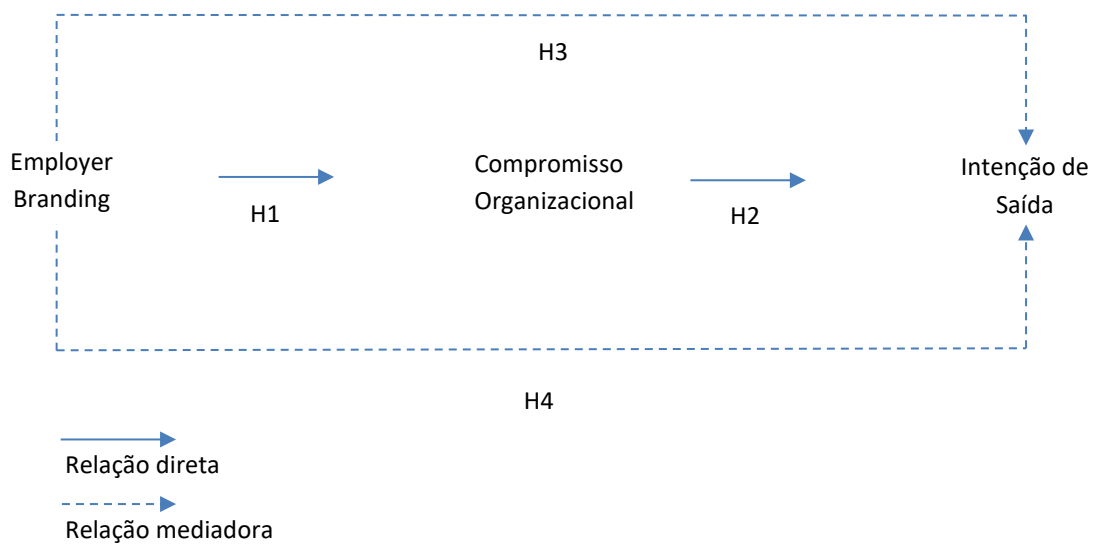 H3
Employer
Branding
H1
Compromisso
Organizacional
H2
Intenção de
Saída
H4
Relação direta
Relação mediadora